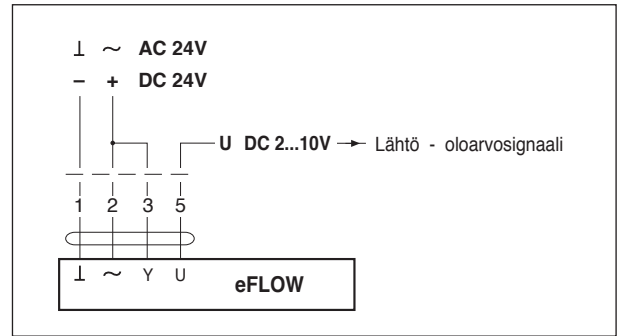 ⊥ ~ AC 24V
– + DC 24V
U DC 2...10V Lähtö - oloarvosignaali
1 2 3 5
⊥ ~ Y U
eFLOW